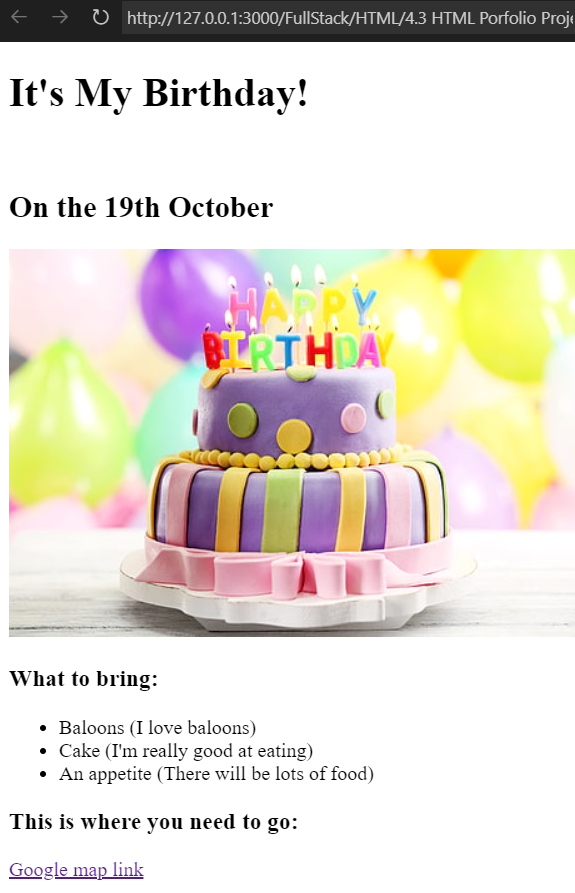 http://127.0.0.1:3000/FullStack/HTML/4.3 HTML Porfolio Proje
It's My Birthday!
On the 19th October
HAPPY
BIRTHDAY
What to bring:
Baloons (I love baloons)
Cake (I'm really good at eating)
An appetite (There will be lots of food)
This is where you need to go:
Google map link